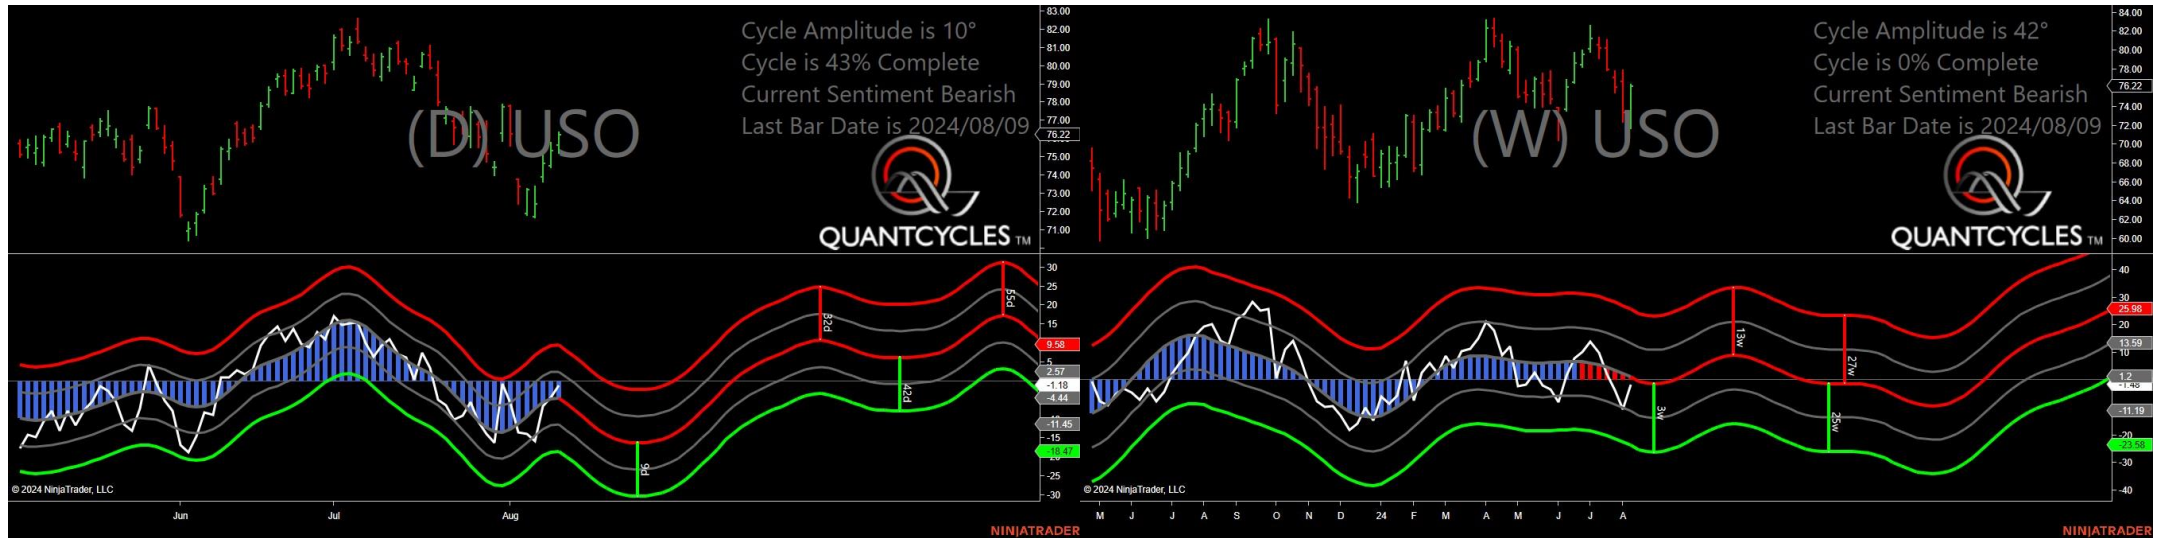 Cycle Amplitude is 10°
Cycle is 43% Complete
Current Sentiment Bearish
Last Bar Date is 2024/08/09
(D) USO
QUANTCYCLES TM
83.00
82.00
81.00
80.00
79.00
78.00
77.00
76.22
75.00
74.00
73.00
72.00
71.00
30
25
20
15
9.58
5
2.57
-1.18
-4.44
-11.45
-15
-18.47
-25
-30
9d
32d
42d
55d
© 2024 NinjaTrader, LLC
Jun
Jul
Aug
NINJATRADER
Cycle Amplitude is 42°
Cycle is 0% Complete
Current Sentiment Bearish
Last Bar Date is 2024/08/09
(W) USO
QUANTCYCLES TM
84.00
82.00
80.00
78.00
76.22
74.00
72.00
70.00
68.00
66.00
64.00
62.00
60.00
40
30
25.98
20
13.59
10
1.2
-1.48
-11.19
-20
-23.58
-30
-40
3w
13w
25w
27w
© 2024 NinjaTrader, LLC
M J J A S O N D 24 F M A M J J A
NINJATRADER